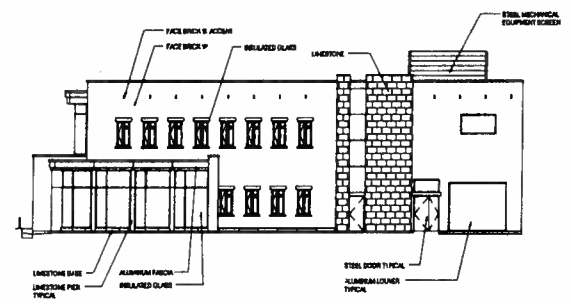 STEEL MECHANICAL
EQUIPMENT SCREEN
FACE BRICK 'B' ACCENT
FACE BRICK 'A'
INSULATED GLASS
LIMESTONE
LIMESTONE BASE
LIMESTONE PIER
TYPICAL
ALUMINUM FASCIA
INSULATED GLASS
STEEL DOOR TYPICAL
ALUMINUM LOUVER
TYPICAL